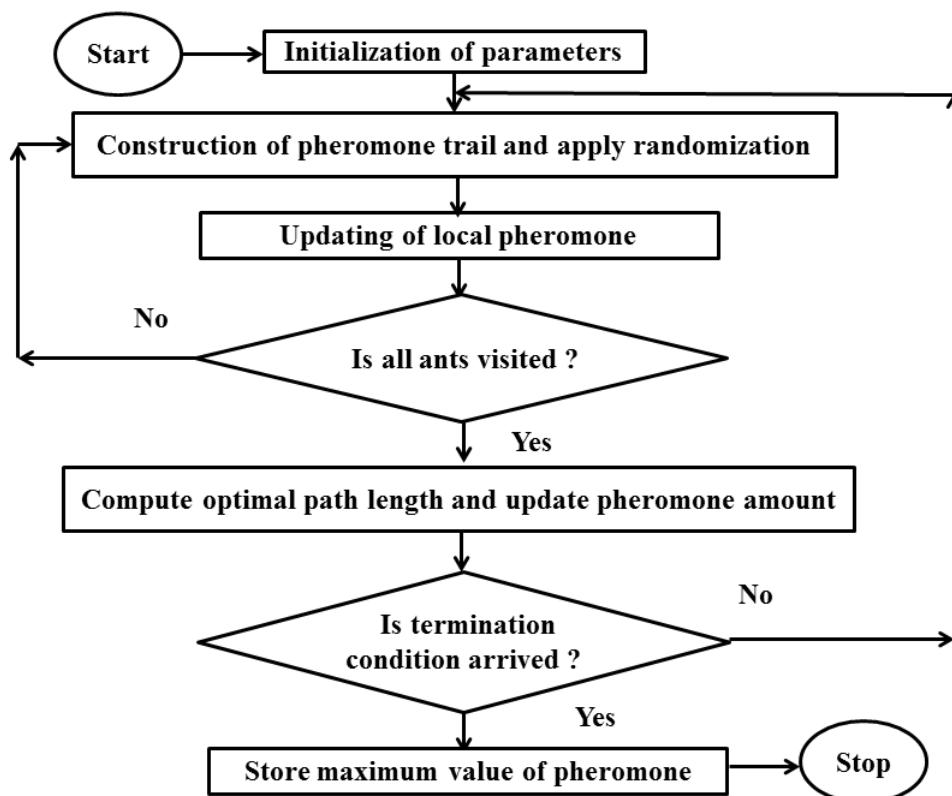 Start
Initialization of parameters
Construction of pheromone trail and apply randomization
Updating of local pheromone
No
Is all ants visited ?
Yes
Compute optimal path length and update pheromone amount
No
Is termination
condition arrived ?
Yes
Store maximum value of pheromone
Stop